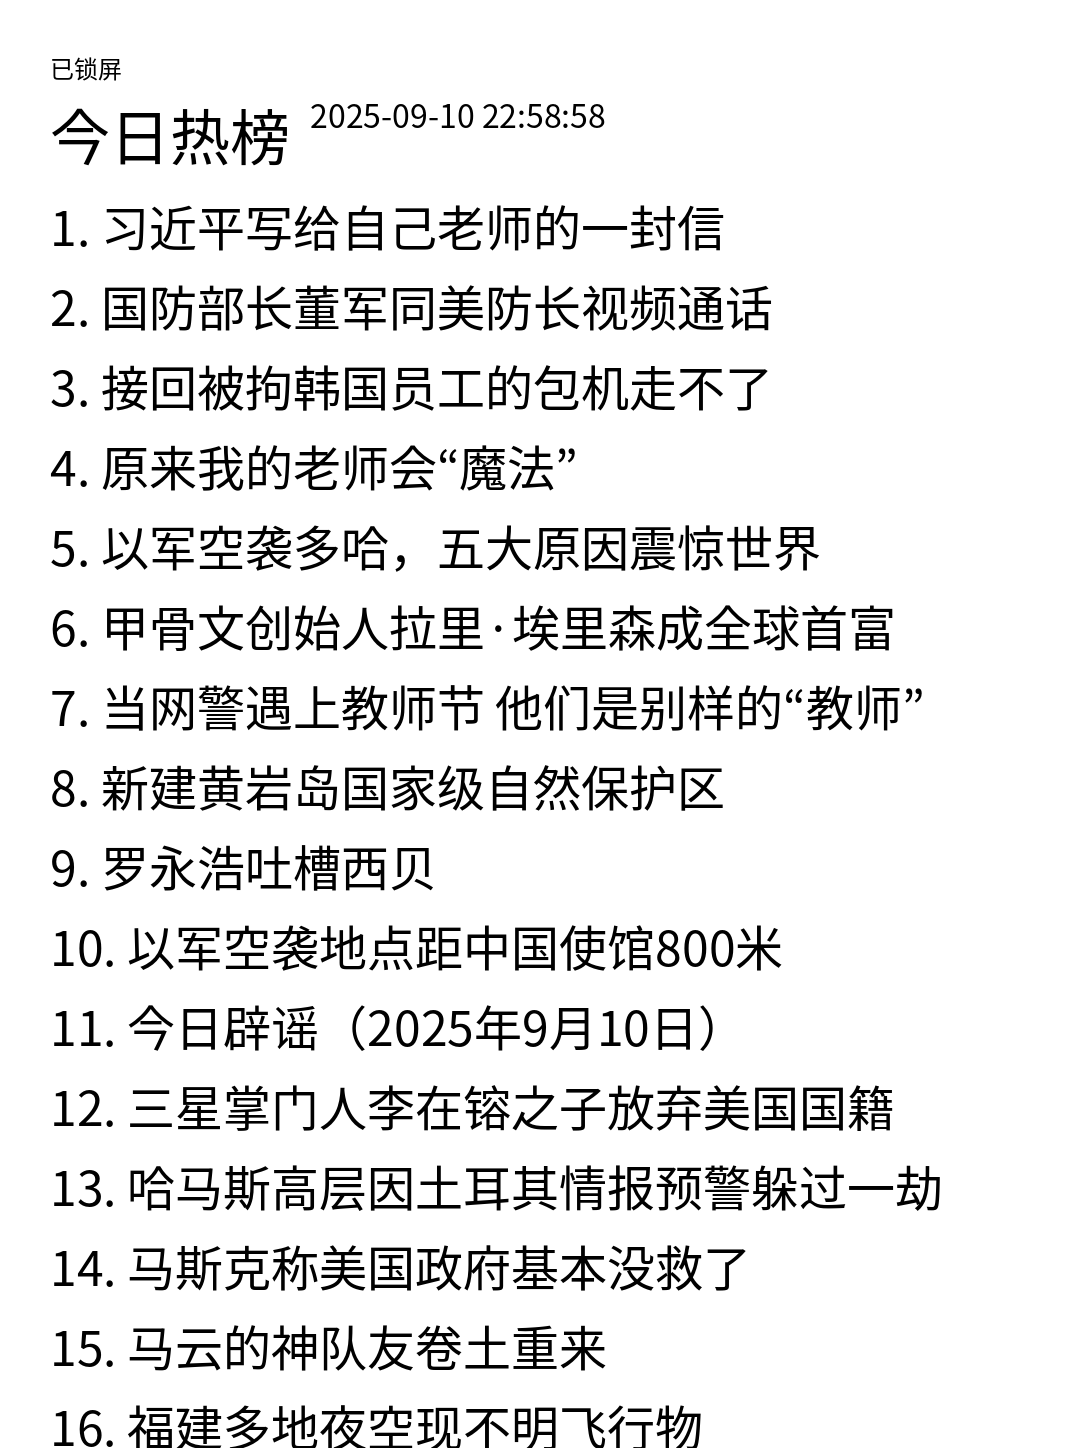 已锁屏
今日热榜 2025-09-10 22:58:58
1. 习近平写给自己老师的一封信
2. 国防部长董军同美防长视频通话
3. 接回被拘韩国员工的包机走不了
4. 原来我的老师会“魔法”
5. 以军空袭多哈，五大原因震惊世界
6. 甲骨文创始人拉里·埃里森成全球首富
7. 当网警遇上教师节 他们是别样的“教师”
8. 新建黄岩岛国家级自然保护区
9. 罗永浩吐槽西贝
10. 以军空袭地点距中国使馆800米
11. 今日辟谣（2025年9月10日）
12. 三星掌门人李在镕之子放弃美国国籍
13. 哈马斯高层因土耳其情报预警躲过一劫
14. 马斯克称美国政府基本没救了
15. 马云的神队友卷土重来
16. 福建多地夜空现不明飞行物